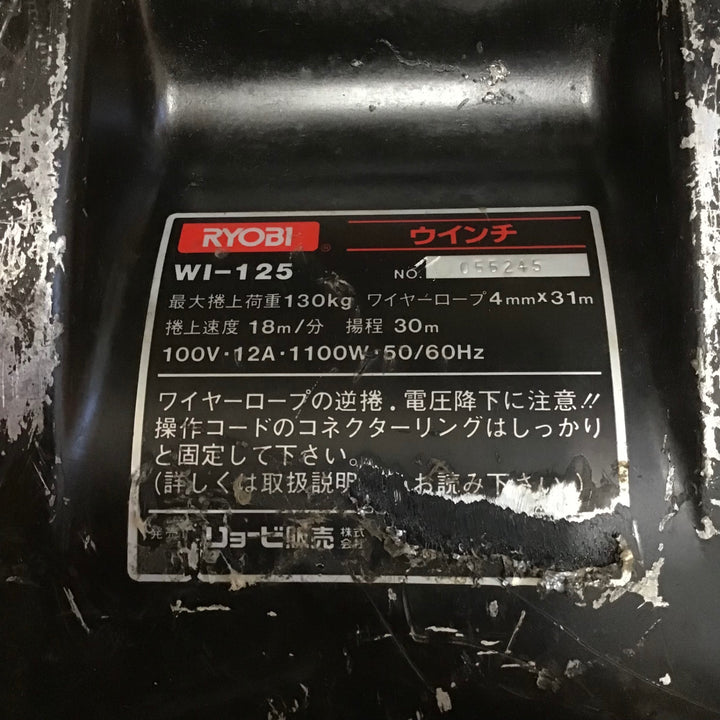 RYOBI® ウインチ
WI-125 NO. 055245
最大捲上荷重130kg ワイヤーロープ4mm×31m
捲上速度 18m/分 揚程 30m
100V・12A・1100W・50/60Hz
ワイヤーロープの逆捲.電圧降下に注意!!
操作コードのコネクターリングはしっかり
と固定して下さい。
(詳しくは取扱説明 お読み下さい)
発売 リョービ販売株式会社